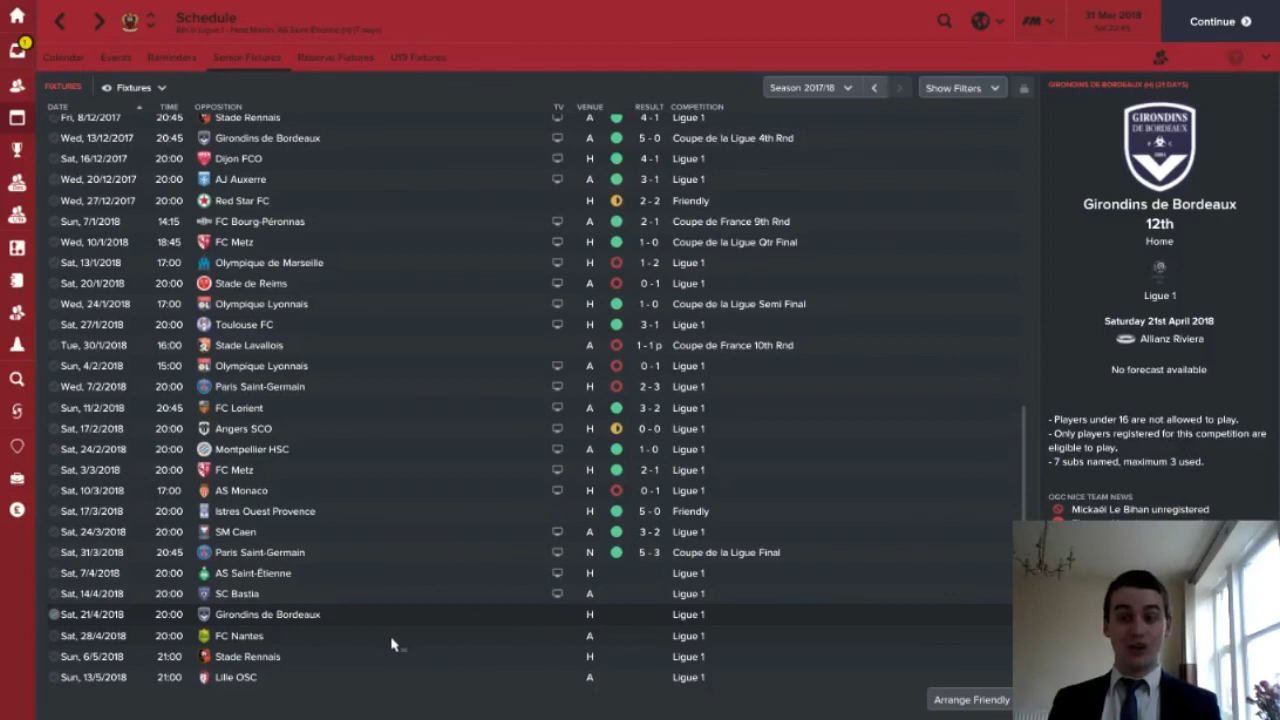 Schedule
31 Mar 2018
Sat 22:45
Continue
Calendar Events Reminders Senior Fixtures Reserve Fixtures U19 Fixtures
FIXTURES Fixtures Season 2017/18 Show Filters
DATE TIME OPPOSITION TV VENUE RESULT COMPETITION
Fri, 8/12/2017 20:45 Stade Rennais A 4-1 Ligue 1
Wed, 13/12/2017 20:45 Girondins de Bordeaux A 5-0 Coupe de la Ligue 4th Rnd
Sat, 16/12/2017 20:00 Dijon FCO H 4-1 Ligue 1
Wed, 20/12/2017 20:00 AJ Auxerre A 3-1 Ligue 1
Wed, 27/12/2017 20:00 Red Star FC H 2-2 Friendly
Sun, 7/1/2018 14:15 FC Bourg-Péronnas A 2-1 Coupe de France 9th Rnd
Wed, 10/1/2018 18:45 FC Metz H 1-0 Coupe de la Ligue Qtr Final
Sat, 13/1/2018 17:00 Olympique de Marseille H 1-2 Ligue 1
Sat, 20/1/2018 20:00 Stade de Reims A 0-1 Ligue 1
Wed, 24/1/2018 17:00 Olympique Lyonnais H 1-0 Coupe de la Ligue Semi Final
Sat, 27/1/2018 20:00 Toulouse FC H 3-1 Ligue 1
Tue, 30/1/2018 16:00 Stade Lavallois A 1-1 p Coupe de France 10th Rnd
Sun, 4/2/2018 15:00 Olympique Lyonnais A 0-1 Ligue 1
Wed, 7/2/2018 20:00 Paris Saint-Germain H 2-3 Ligue 1
Sun, 11/2/2018 20:45 FC Lorient A 3-2 Ligue 1
Sat, 17/2/2018 20:00 Angers SCO H 0-0 Ligue 1
Sat, 24/2/2018 20:00 Montpellier HSC A 1-0 Ligue 1
Sat, 3/3/2018 20:00 FC Metz H 2-1 Ligue 1
Sat, 10/3/2018 17:00 AS Monaco H 0-1 Ligue 1
Sat, 17/3/2018 20:00 Istres Ouest Provence H 5-0 Friendly
Sat, 24/3/2018 20:00 SM Caen A 3-2 Ligue 1
Sat, 31/3/2018 20:45 Paris Saint-Germain N 5-3 Coupe de la Ligue Final
Sat, 7/4/2018 20:00 AS Saint-Étienne H Ligue 1
Sat, 14/4/2018 20:00 SC Bastia A Ligue 1
Sat, 21/4/2018 20:00 Girondins de Bordeaux H Ligue 1
Sat, 28/4/2018 20:00 FC Nantes A Ligue 1
Sun, 6/5/2018 21:00 Stade Rennais H Ligue 1
Sun, 13/5/2018 21:00 Lille OSC A Ligue 1
Arrange Friendly
GIRONDINS DE BORDEAUX (H) (21 DAYS)
GIRONDINS
DE BORDEAUX
Girondins de Bordeaux
12th
Home
Ligue 1
Saturday 21st April 2018
Allianz Riviera
No forecast available
- Players under 16 are not allowed to play.
- Only players registered for this competition are
eligible to play.
- 7 subs named, maximum 3 used.
OGC NICE TEAM NEWS
Mickaël Le Bihan unregistered